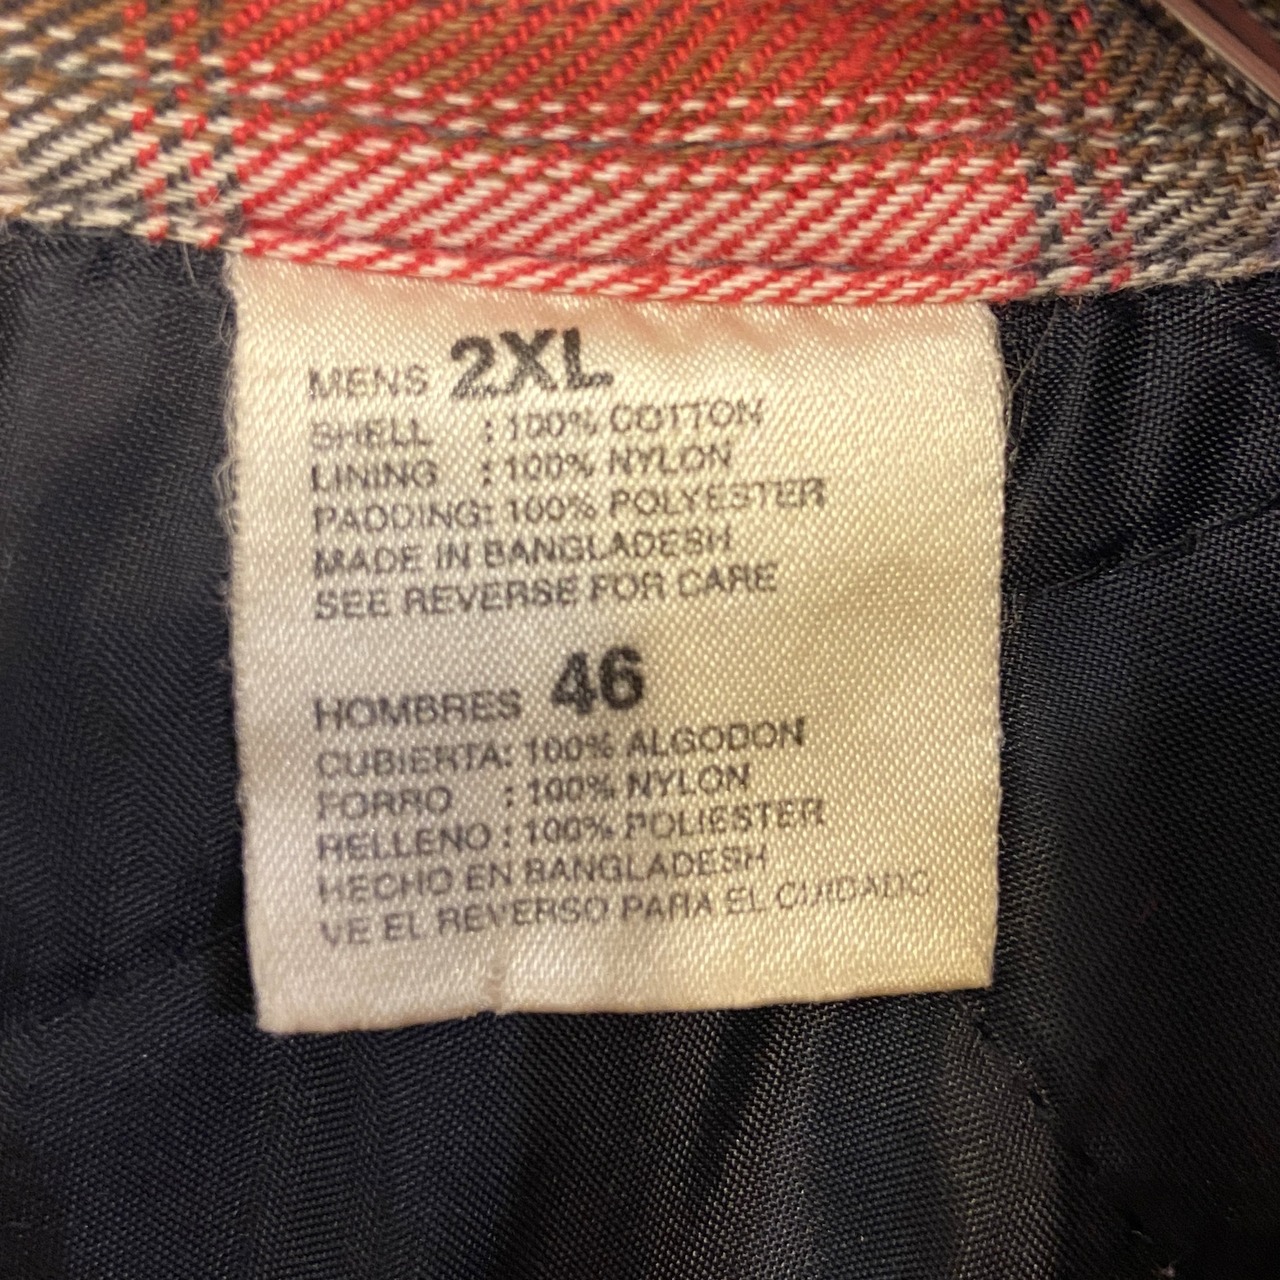 MENS 2XL
SHELL : 100% COTTON
LINING : 100% NYLON
PADDING: 100% POLYESTER
MADE IN BANGLADESH
SEE REVERSE FOR CARE
HOMBRES 46
CUBIERTA: 100% ALGODON
FORRO : 100% NYLON
RELLENO : 100% POLIESTER
HECHO EN BANGLADESH
VE EL REVERSO PARA EL CUIDADO